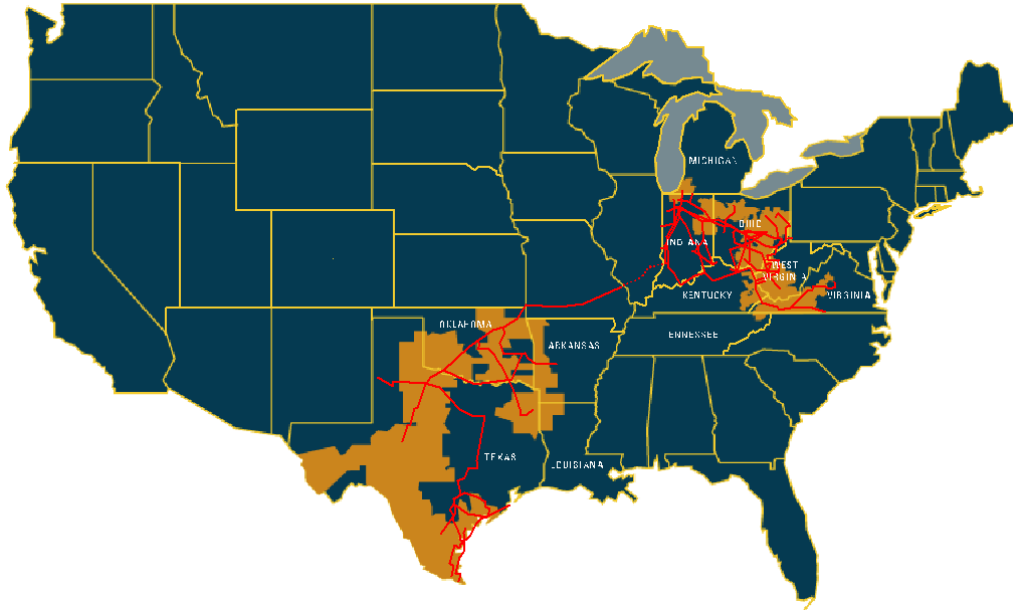 MICHIGAN
OHIO
INDIANA
WEST
VIRGINIA
KENTUCKY
VIRGINIA
OKLAHOMA
ENNESSEE
ARKANSAS
TEXAS
LOUISIANA